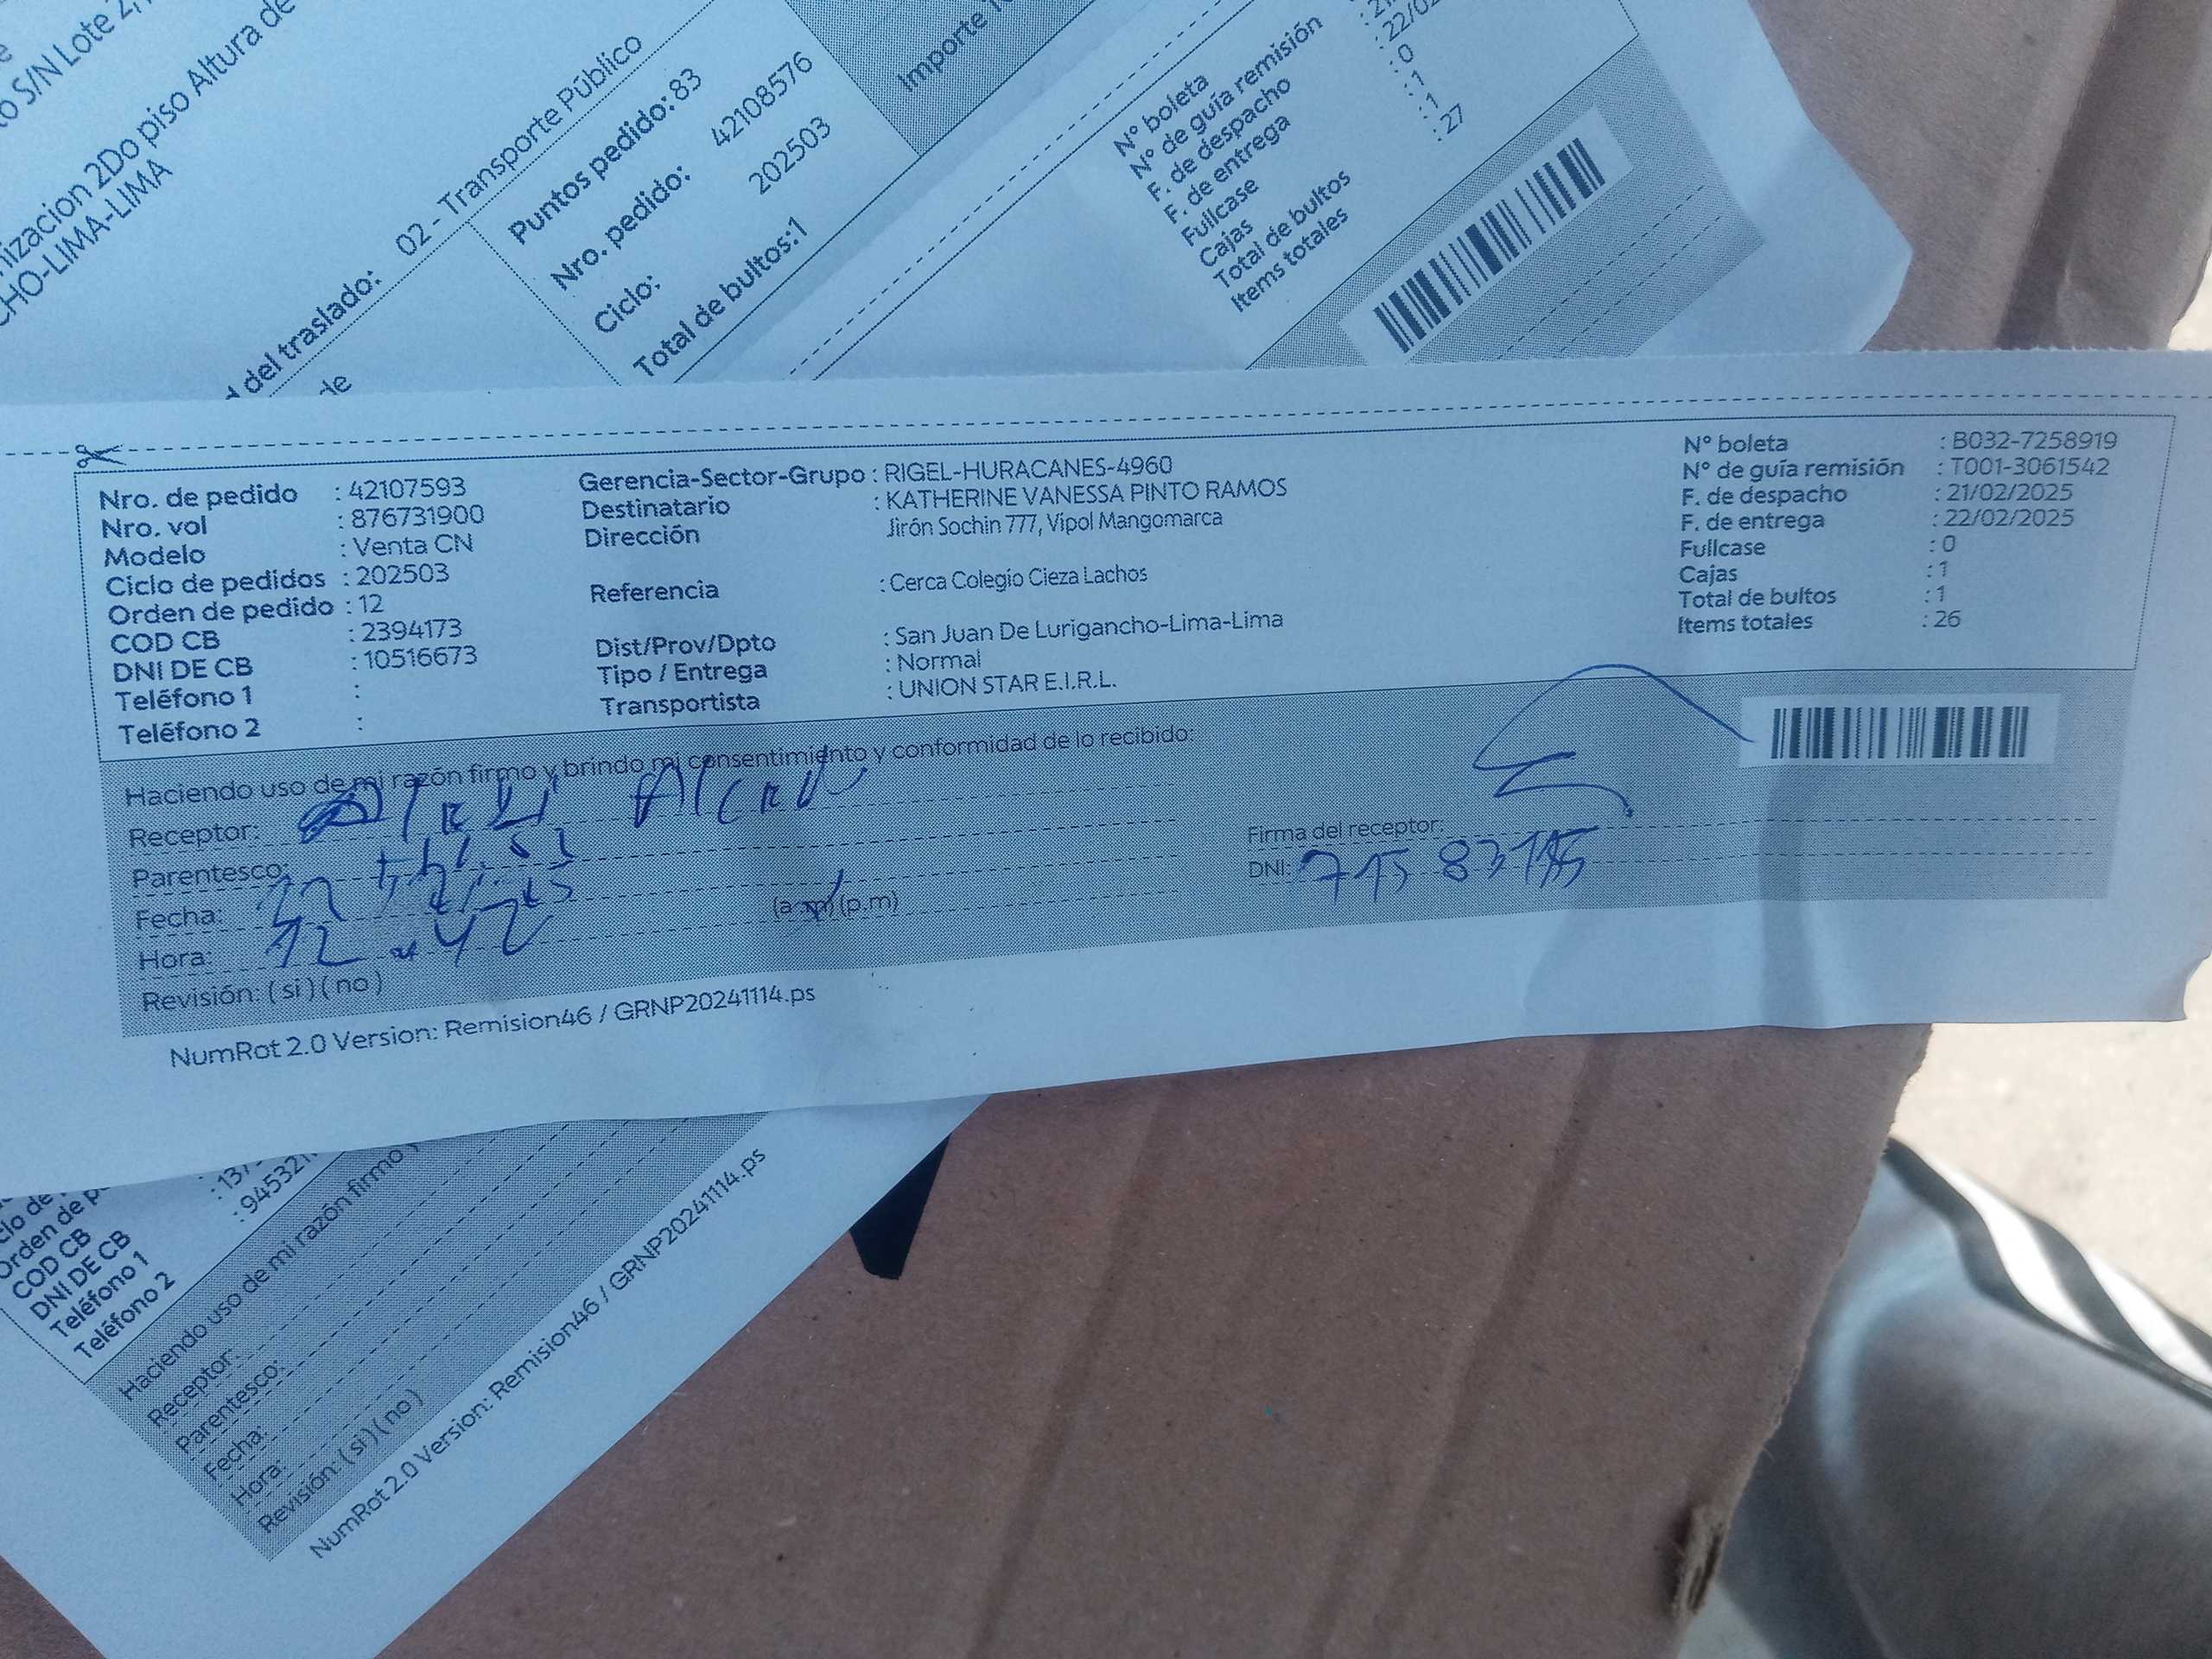 to S/N Lote 2,
nizacion 2Do piso Altura de
CHO-LIMA-LIMA
del traslado: 02 - Transporte Público
de
Puntos pedido: 83
Nro. pedido: 42108576
Ciclo: 202503
Total de bultos:1
Importe
N° boleta
N° de guía remisión
F. de despacho
F. de entrega
Fullcase :0
Cajas :1
Total de bultos :1
Items totales :27
Nro. de pedido : 42107593
Nro. vol : 876731900
Modelo : Venta CN
Ciclo de pedidos : 202503
Orden de pedido : 12
COD CB : 2394173
DNI DE CB : 10516673
Teléfono 1 :
Teléfono 2 :
Gerencia-Sector-Grupo : RIGEL-HURACANES-4960
Destinatario : KATHERINE VANESSA PINTO RAMOS
Dirección Jirón Sochin 777, Vipol Mangomarca
Referencia : Cerca Colegio Cieza Lachos
Dist/Prov/Dpto : San Juan De Lurigancho-Lima-Lima
Tipo / Entrega : Normal
Transportista : UNION STAR E.I.R.L.
N° boleta : B032-7258919
N° de guía remisión : T001-3061542
F. de despacho : 21/02/2025
F. de entrega : 22/02/2025
Fullcase : 0
Cajas : 1
Total de bultos : 1
Items totales : 26
Haciendo uso de mi razón firmo y brindo mi consentimiento y conformidad de lo recibido:
Receptor:
Parentesco:
Fecha:
Hora: 12 42 (a.m)(p.m)
Revisión: (si)(no)
Firma del receptor:
DNI:
NumRot 2.0 Version: Remision46 / GRNP20241114.ps
Orden de p
COD CB
DNI DE CB
Teléfono 1
Teléfono 2
Haciendo uso de mi razón firmo
Receptor:
Parentesco:
Fecha:
Hora:
Revisión: (si)(no)
NumRot 2.0 Version: Remision46 / GRNP20241114.ps